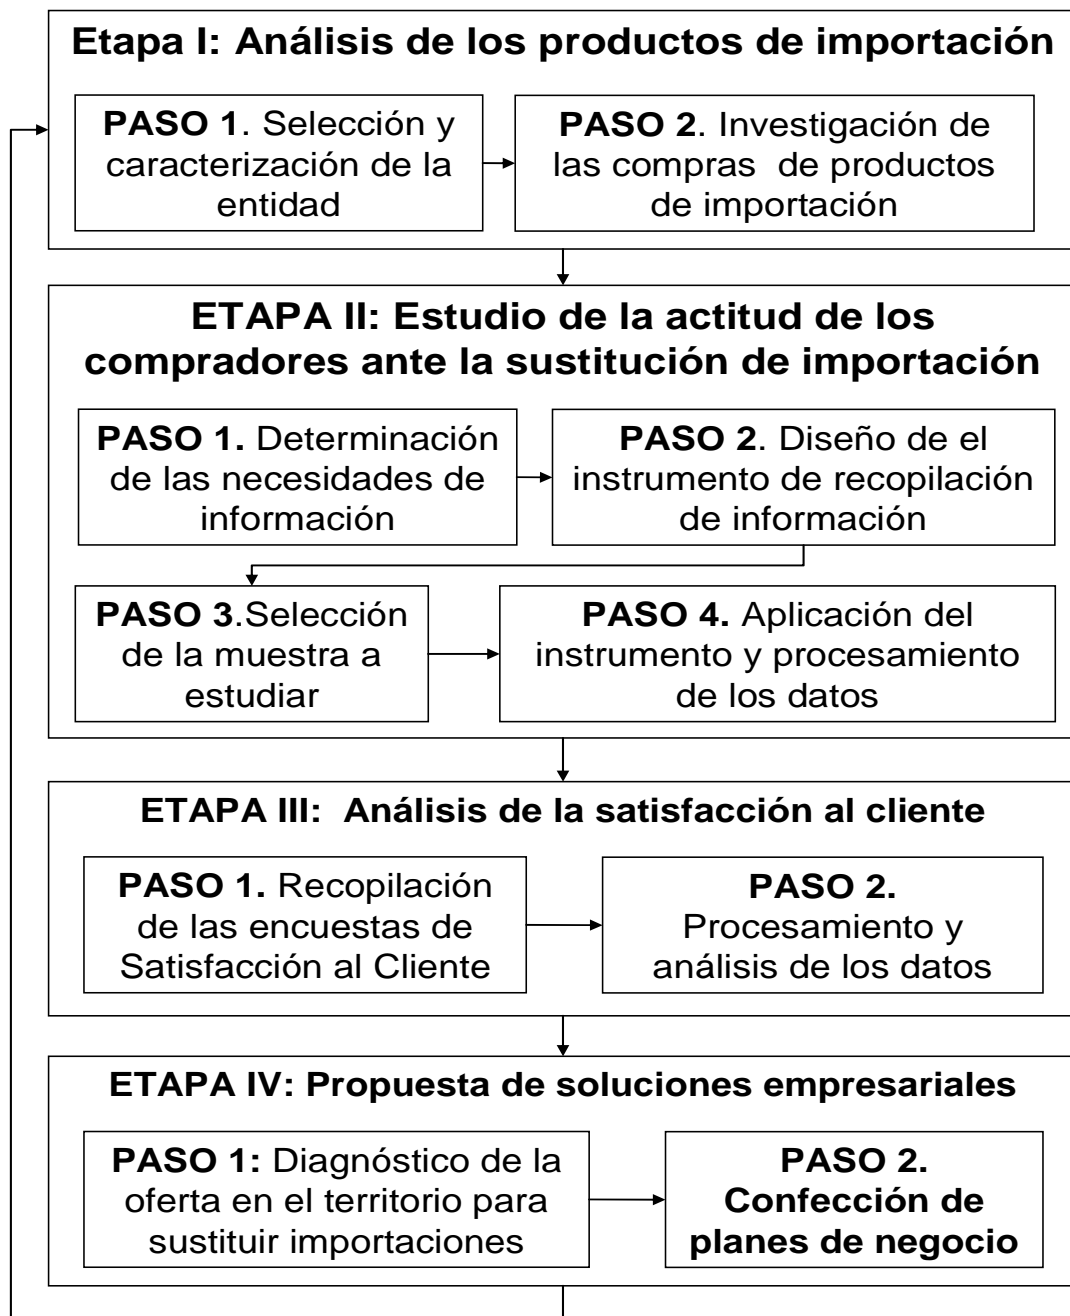 Etapa I: Análisis de los productos de importación
PASO 1. Selección y
caracterización de la
entidad
PASO 2. Investigación de
las compras  de productos
de importación
ETAPA II: Estudio de la actitud de los
compradores ante la sustitución de importación
PASO 1. Determinación
de las necesidades de
información
PASO 2. Diseño de el
instrumento de recopilación
de información
PASO 3.Selección
de la muestra a
estudiar
PASO 4. Aplicación del
instrumento y procesamiento
de los datos
ETAPA III:  Análisis de la satisfacción al cliente
PASO 1. Recopilación
de las encuestas de
Satisfacción al Cliente
PASO 2.
Procesamiento y
análisis de los datos
ETAPA IV: Propuesta de soluciones empresariales
PASO 1: Diagnóstico de la
oferta en el territorio para
sustituir importaciones
PASO 2.
Confección de
planes de negocio